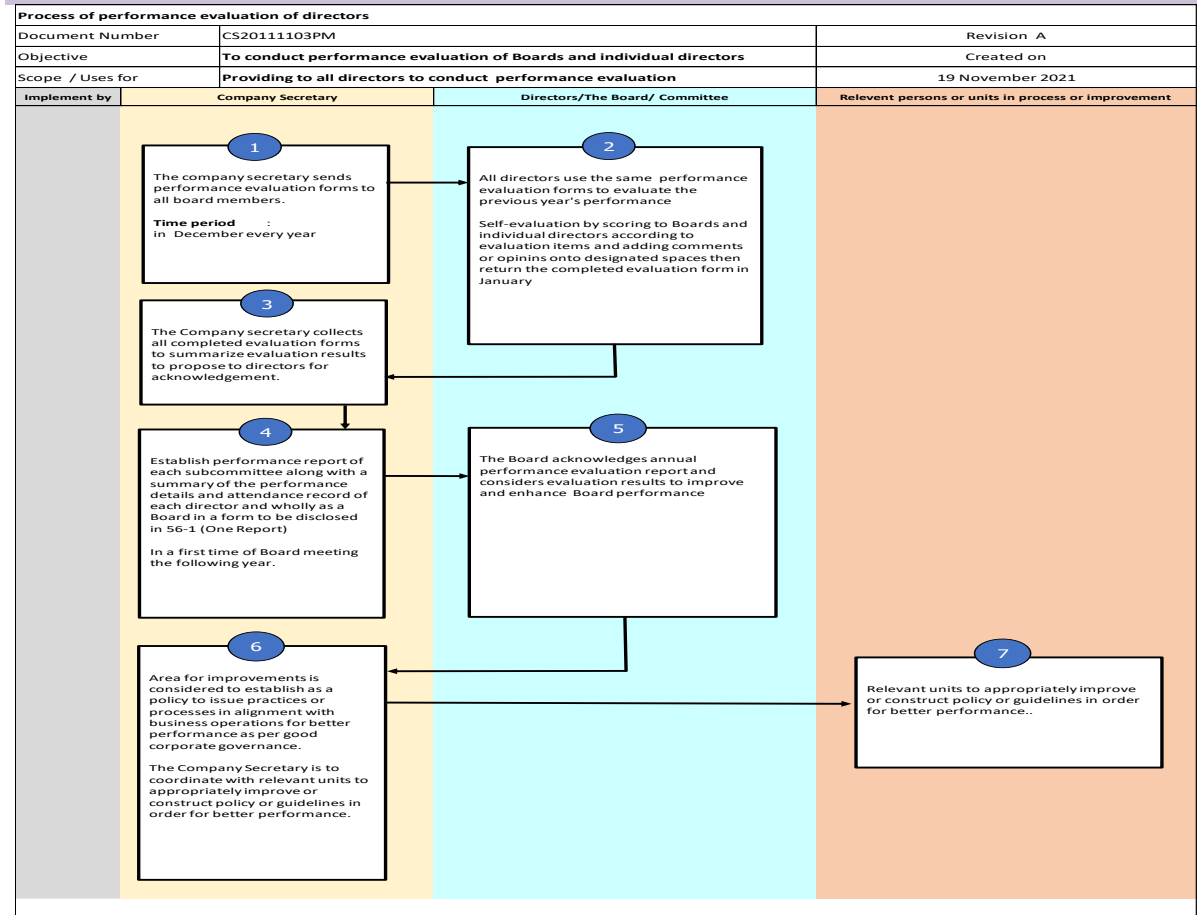 Process of performance evaluation of directors
Document Number CS20111103PM Revision A
Objective To conduct performance evaluation of Boards and individual directors Created on
Scope / Uses for Providing to all directors to conduct performance evaluation 19 November 2021
Implement by Company Secretary Directors/The Board/ Committee Relevent persons or units in process or improvement
1
The company secretary sends
performance evaluation forms to
all board members.
Time period :
in December every year
2
All directors use the same performance
evaluation forms to evaluate the
previous year's performance
Self-evaluation by scoring to Boards and
individual directors according to
evaluation items and adding comments
or opinins onto designated spaces then
return the completed evaluation form in
January
3
The Company secretary collects
all completed evaluation forms
to summarize evaluation results
to propose to directors for
acknowledgement.
4
Establish performance report of
each subcommittee along with a
summary of the performance
details and attendance record of
each director and wholly as a
Board in a form to be disclosed
in 56-1 (One Report)
In a first time of Board meeting
the following year.
5
The Board acknowledges annual
performance evaluation report and
considers evaluation results to improve
and enhance Board performance
6
Area for improvements is
considered to establish as a
policy to issue practices or
processes in alignment with
business operations for better
performance as per good
corporate governance.
The Company Secretary is to
coordinate with relevant units to
appropriately improve or
construct policy or guidelines in
order for better performance.
7
Relevant units to appropriately improve
or construct policy or guidelines in order
for better performance..